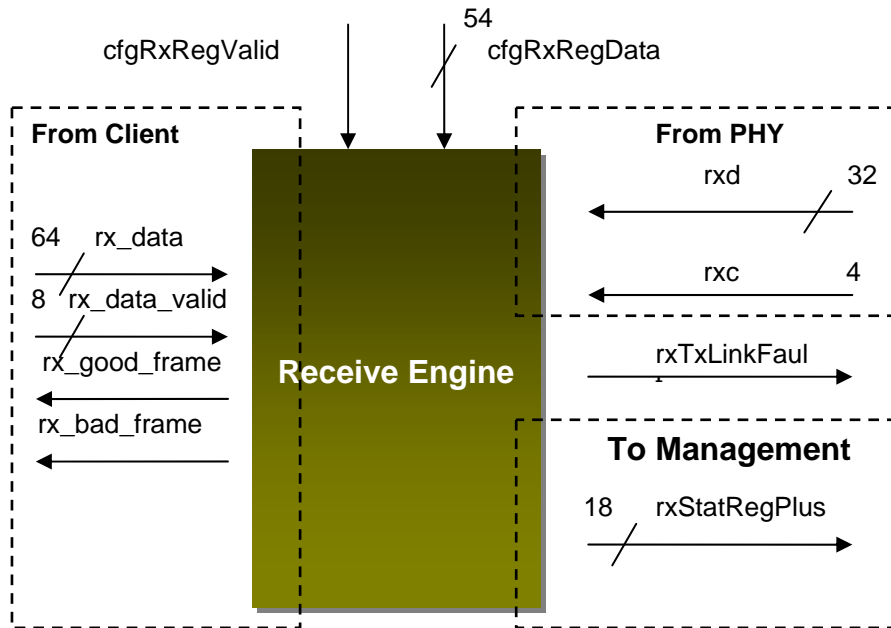 54
cfgRxRegValid
cfgRxRegData
From Client
From PHY
rxd 32
64 rx_data
rxc 4
8 rx_data_valid
rx_good_frame
rxTxLinkFaul
Receive Engine
rx_bad_frame
To Management
18 rxStatRegPlus